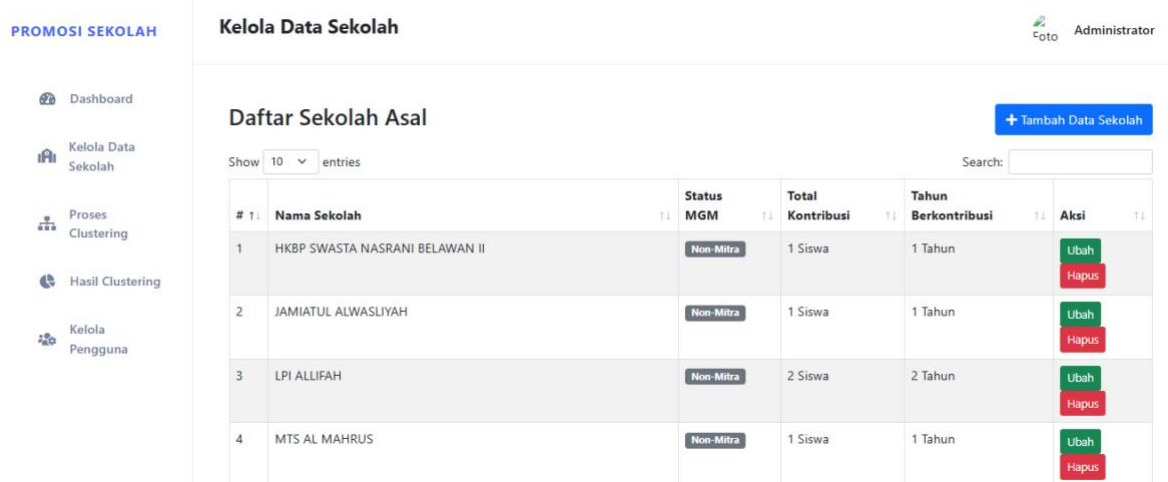 PROMOSI SEKOLAH
Kelola Data Sekolah
Foto
Administrator
Dashboard
Kelola Data
Sekolah
Proses
Clustering
Hasil Clustering
Kelola
Pengguna
Daftar Sekolah Asal
+ Tambah Data Sekolah
Show 10 entries
Search:
# Nama Sekolah Status MGM Total Kontribusi Tahun Berkontribusi Aksi
1 HKBP SWASTA NASRANI BELAWAN II Non-Mitra 1 Siswa 1 Tahun Ubah
Hapus
2 JAMIATUL ALWASLIYAH Non-Mitra 1 Siswa 1 Tahun Ubah
Hapus
3 LPI ALLIFAH Non-Mitra 2 Siswa 2 Tahun Ubah
Hapus
4 MTS AL MAHRUS Non-Mitra 1 Siswa 1 Tahun Ubah
Hapus